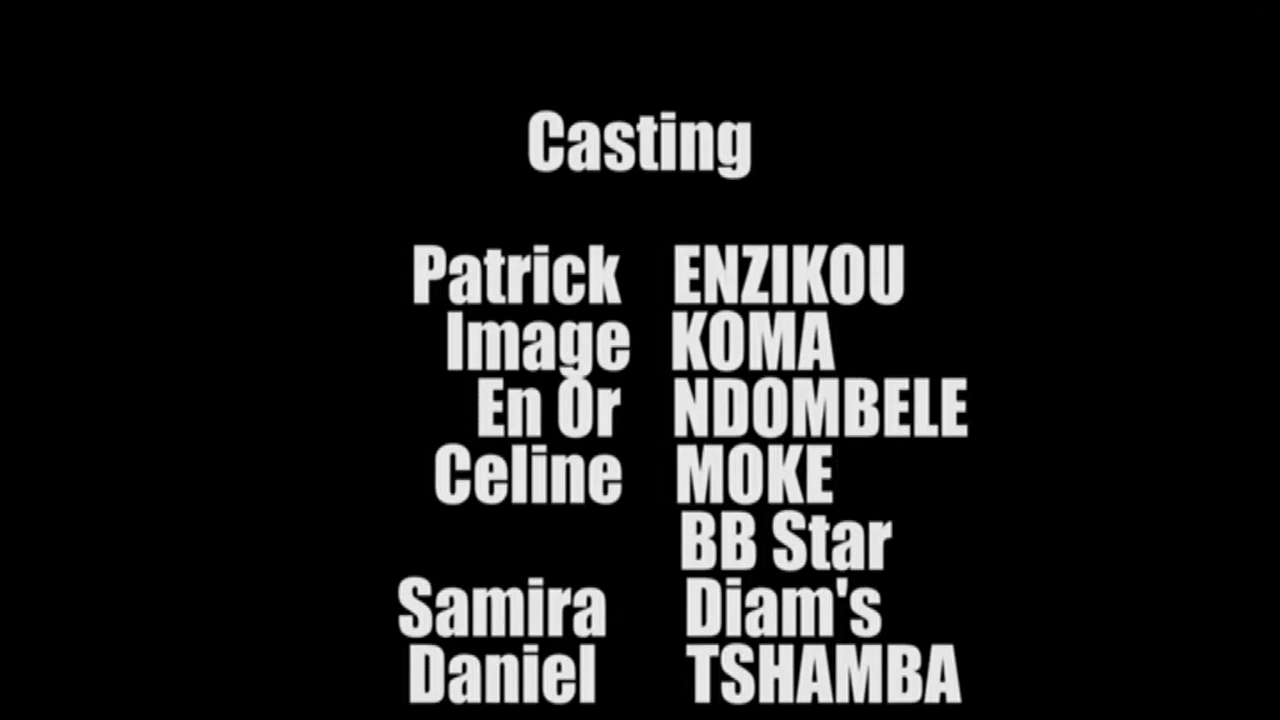 Casting
Patrick ENZIKOU
Image KOMA
En Or NDOMBELE
Celine MOKE
BB Star
Samira Diam's
Daniel TSHAMBA